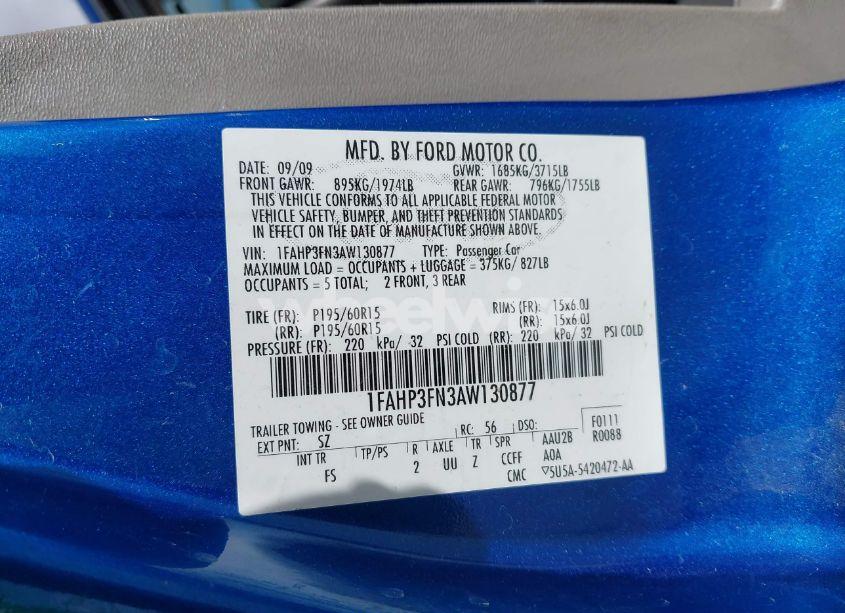 MFD. BY FORD MOTOR CO.
DATE: 09/09 GVWR: 1685KG/3715LB
FRONT GAWR: 895KG/1974LB REAR GAWR: 796KG/1755LB
THIS VEHICLE CONFORMS TO ALL APPLICABLE FEDERAL MOTOR
VEHICLE SAFETY, BUMPER, AND THEFT PREVENTION STANDARDS
IN EFFECT ON THE DATE OF MANUFACTURE SHOWN ABOVE.
VIN: 1FAHP3FN3AW130877 TYPE: Passenger Car
MAXIMUM LOAD = OCCUPANTS + LUGGAGE = 375KG/ 827LB
OCCUPANTS = 5 TOTAL; 2 FRONT, 3 REAR
TIRE (FR): P195/60R15 RIMS (FR): 15x6.0J
(RR): P195/60R15 (RR): 15x6.0J
PRESSURE (FR): 220 kPa/ 32 PSI COLD (RR): 220 kPa/ 32 PSI COLD
1FAHP3FN3AW130877
TRAILER TOWING - SEE OWNER GUIDE
EXT PNT: SZ RC: 56 DSO: F0111
R0088
INT TR TP/PS R AXLE TR SPR AAU2B
FS 2 UU Z CCFF AOA
CMC ▽5U5A-5420472-AA